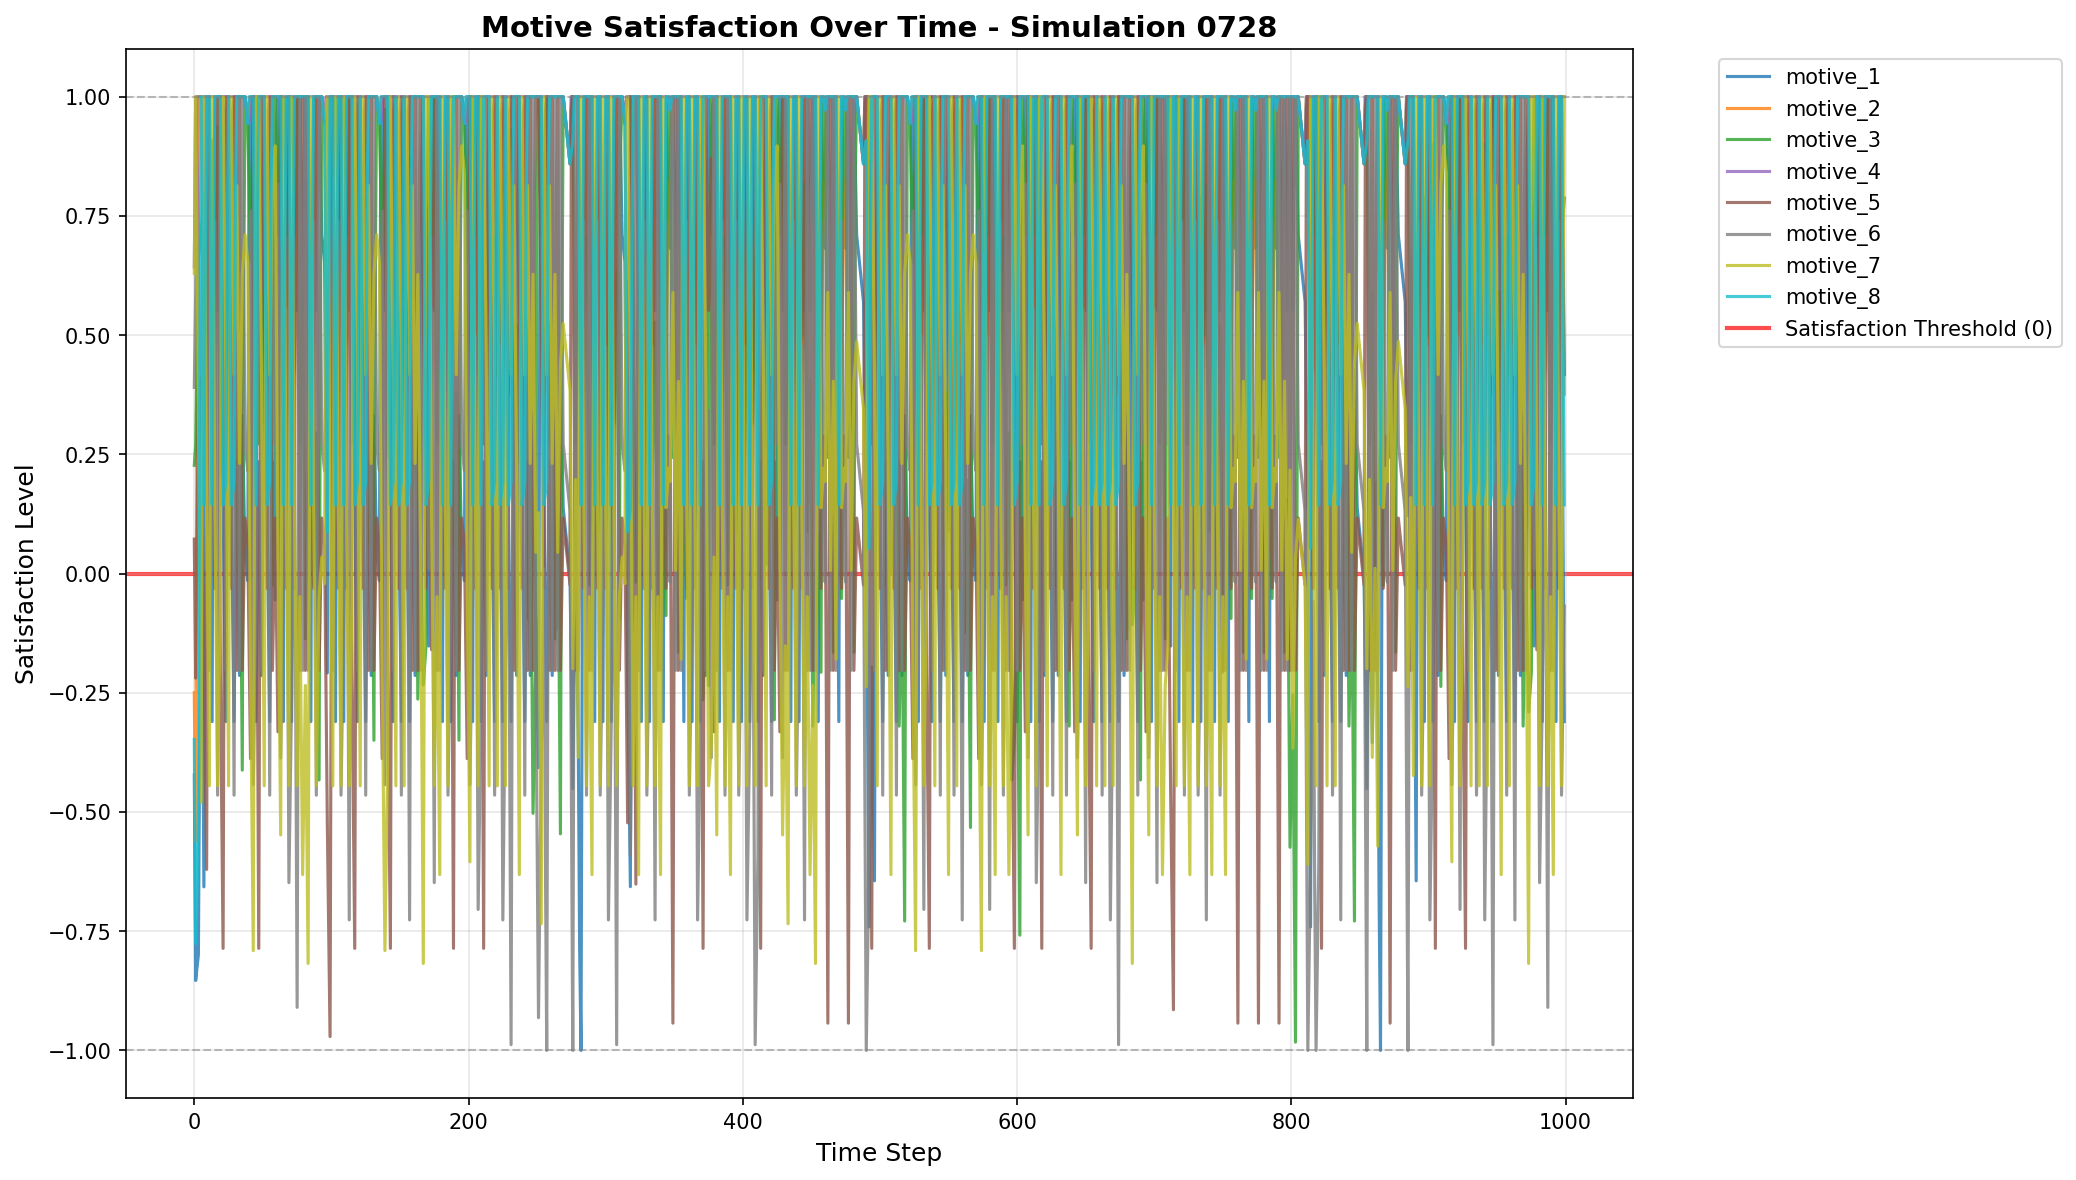 Motive Satisfaction Over Time - Simulation 0728
Satisfaction Level
1.00
0.75
0.50
0.25
0.00
−0.25
−0.50
−0.75
−1.00
0
200
400
600
800
1000
Time Step
motive_1
motive_2
motive_3
motive_4
motive_5
motive_6
motive_7
motive_8
Satisfaction Threshold (0)